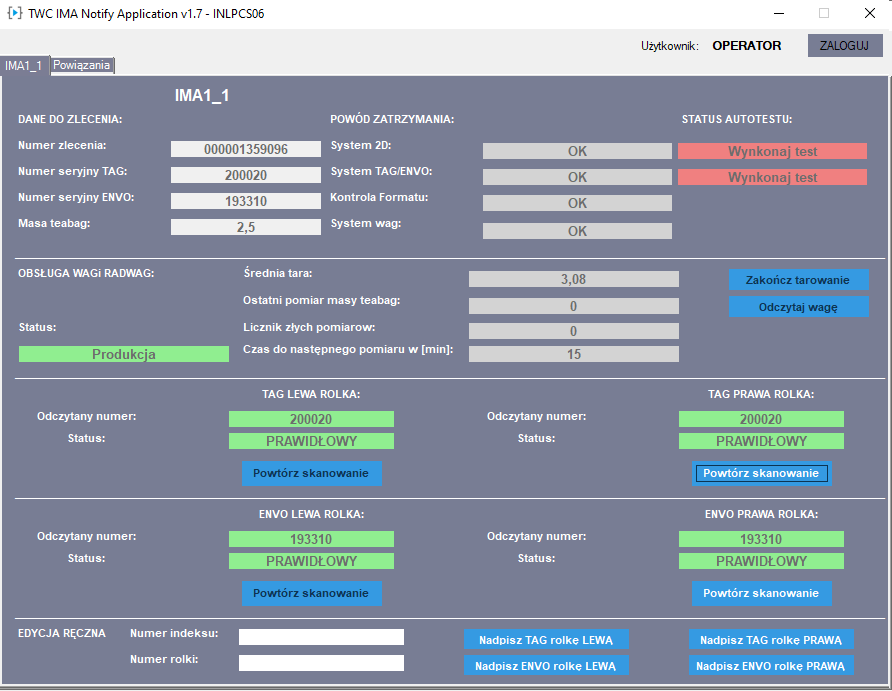 TWC IMA Notify Application v1.7 - INLPCS06
Użytkownik: OPERATOR ZALOGUJ
IMA1_1 Powiązania
IMA1_1
DANE DO ZLECENIA: POWÓD ZATRZYMANIA: STATUS AUTOTESTU:
Numer zlecenia: 000001359096 System 2D: OK Wynkonaj test
Numer seryjny TAG: 200020 System TAG/ENVO: OK Wynkonaj test
Numer seryjny ENVO: 193310 Kontrola Formatu: OK
Masa teabag: 2,5 System wag: OK
OBSŁUGA WAGi RADWAG: Średnia tara: 3,08 Zakończ tarowanie
Ostatni pomiar masy teabag: 0 Odczytaj wagę
Status: Licznik złych pomiarow: 0
Produkcja Czas do następnego pomiaru w [min]: 15
TAG LEWA ROLKA: TAG PRAWA ROLKA:
Odczytany numer: 200020 Odczytany numer: 200020
Status: PRAWIDŁOWY Status: PRAWIDŁOWY
Powtórz skanowanie Powtórz skanowanie
ENVO LEWA ROLKA: ENVO PRAWA ROLKA:
Odczytany numer: 193310 Odczytany numer: 193310
Status: PRAWIDŁOWY Status: PRAWIDŁOWY
Powtórz skanowanie Powtórz skanowanie
EDYCJA RĘCZNA Numer indeksu: Nadpisz TAG rolkę LEWĄ Nadpisz TAG rolkę PRAWĄ
Numer rolki: Nadpisz ENVO rolkę LEWĄ Nadpisz ENVO rolkę PRAWĄ